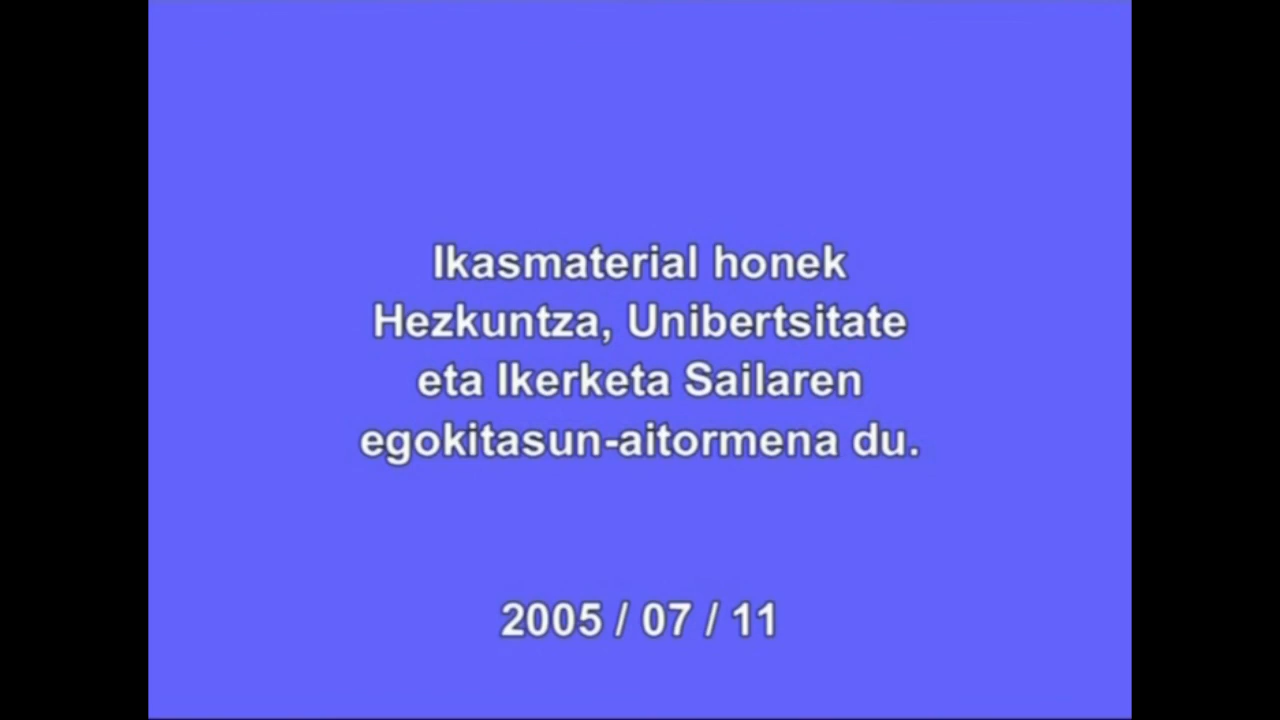 Ikasmaterial honek
Hezkuntza, Unibertsitate
eta Ikerketa Sailaren
egokitasun-aitormena du.
2005 / 07 / 11